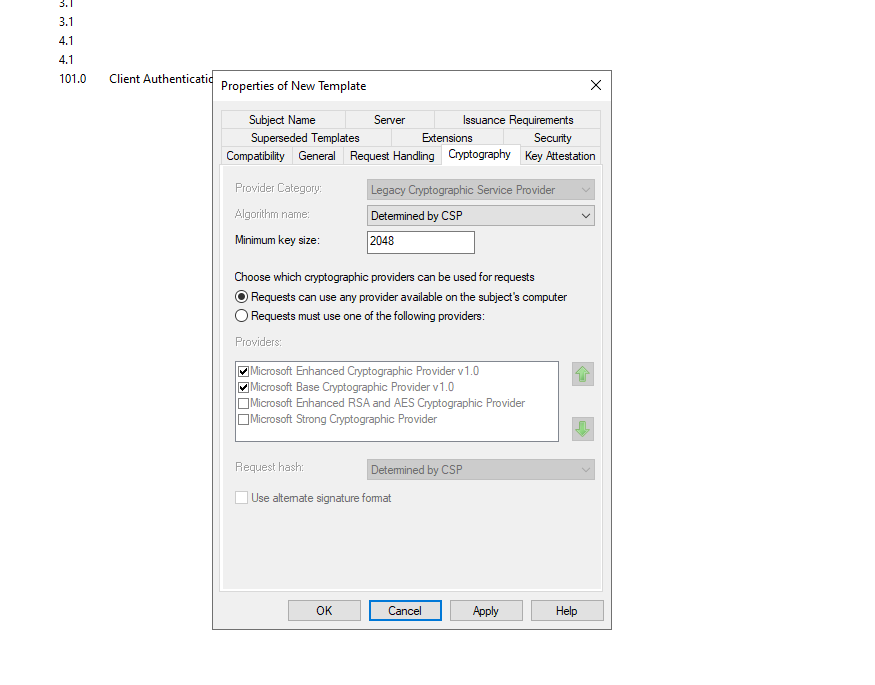 3.1
3.1
4.1
4.1
101.0 Client Authenticatio
Properties of New Template
Subject Name Server Issuance Requirements
Superseded Templates Extensions Security
Compatibility General Request Handling Cryptography Key Attestation
Provider Category: Legacy Cryptographic Service Provider
Algorithm name: Determined by CSP
Minimum key size: 2048
Choose which cryptographic providers can be used for requests
Requests can use any provider available on the subject's computer
Requests must use one of the following providers:
Providers:
Microsoft Enhanced Cryptographic Provider v1.0
Microsoft Base Cryptographic Provider v1.0
Microsoft Enhanced RSA and AES Cryptographic Provider
Microsoft Strong Cryptographic Provider
Request hash: Determined by CSP
Use alternate signature format
OK Cancel Apply Help